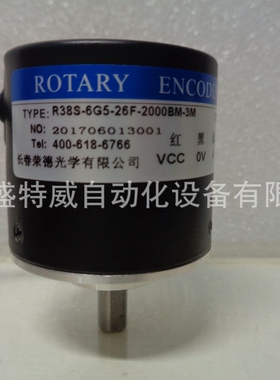 ROTARY ENCOD
TYPE: R38S-6G5-26F-2000BM-3M
NO: 201706013001
红 黑
Tel: 400-618-6766
VCC 0V
长春荣德光学有限公司
盛特威自动化设备有限